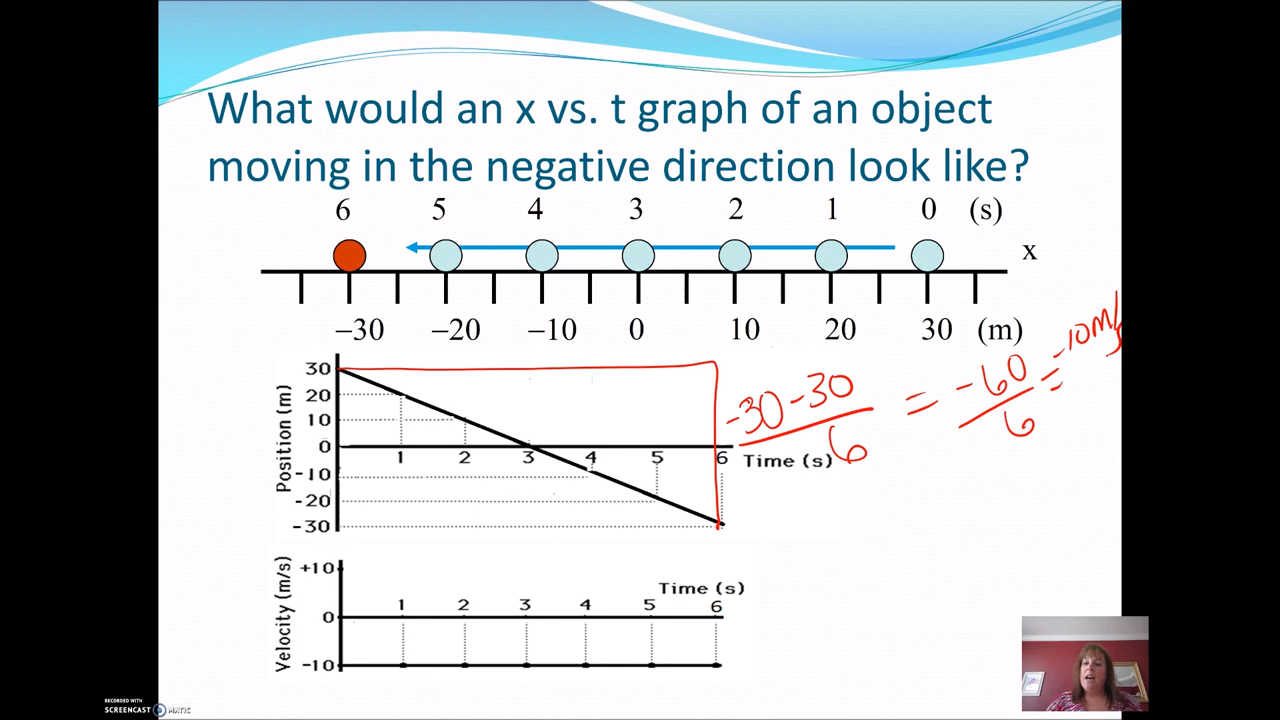 What would an x vs. t graph of an object
moving in the negative direction look like?
6 5 4 3 2 1 0 (s)
x
−30 −20 −10 0 10 20 30 (m)
-30 -30 = -60 = -10m/s
6 6
Position (m)
30
20
10
0
-10
-20
-30
1 2 3 4 5 6 Time (s)
Velocity (m/s)
+10
0
-10
Time (s)
1 2 3 4 5 6
RECORDED WITH
SCREENCAST MATIC